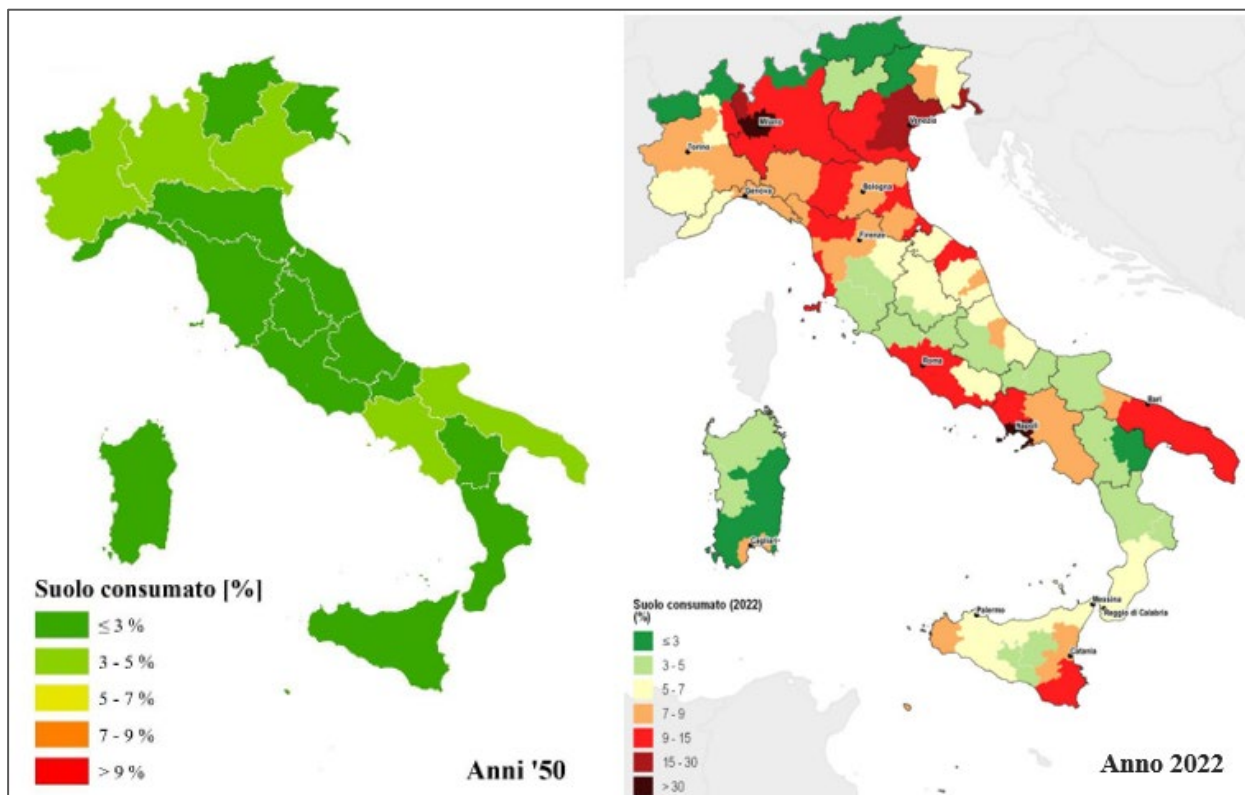 Suolo consumato [%]
≤ 3 %
3 - 5 %
5 - 7 %
7 - 9 %
> 9 %
Anni '50
Milano
Venezia
Torino
Genova
Bologna
Firenze
Roma
Napoli
Bari
Cagliari
Messina
Reggio di Calabria
Palermo
Catania
Suolo consumato (2022)
(%)
≤ 3
3 - 5
5 - 7
7 - 9
9 - 15
15 - 30
> 30
Anno 2022